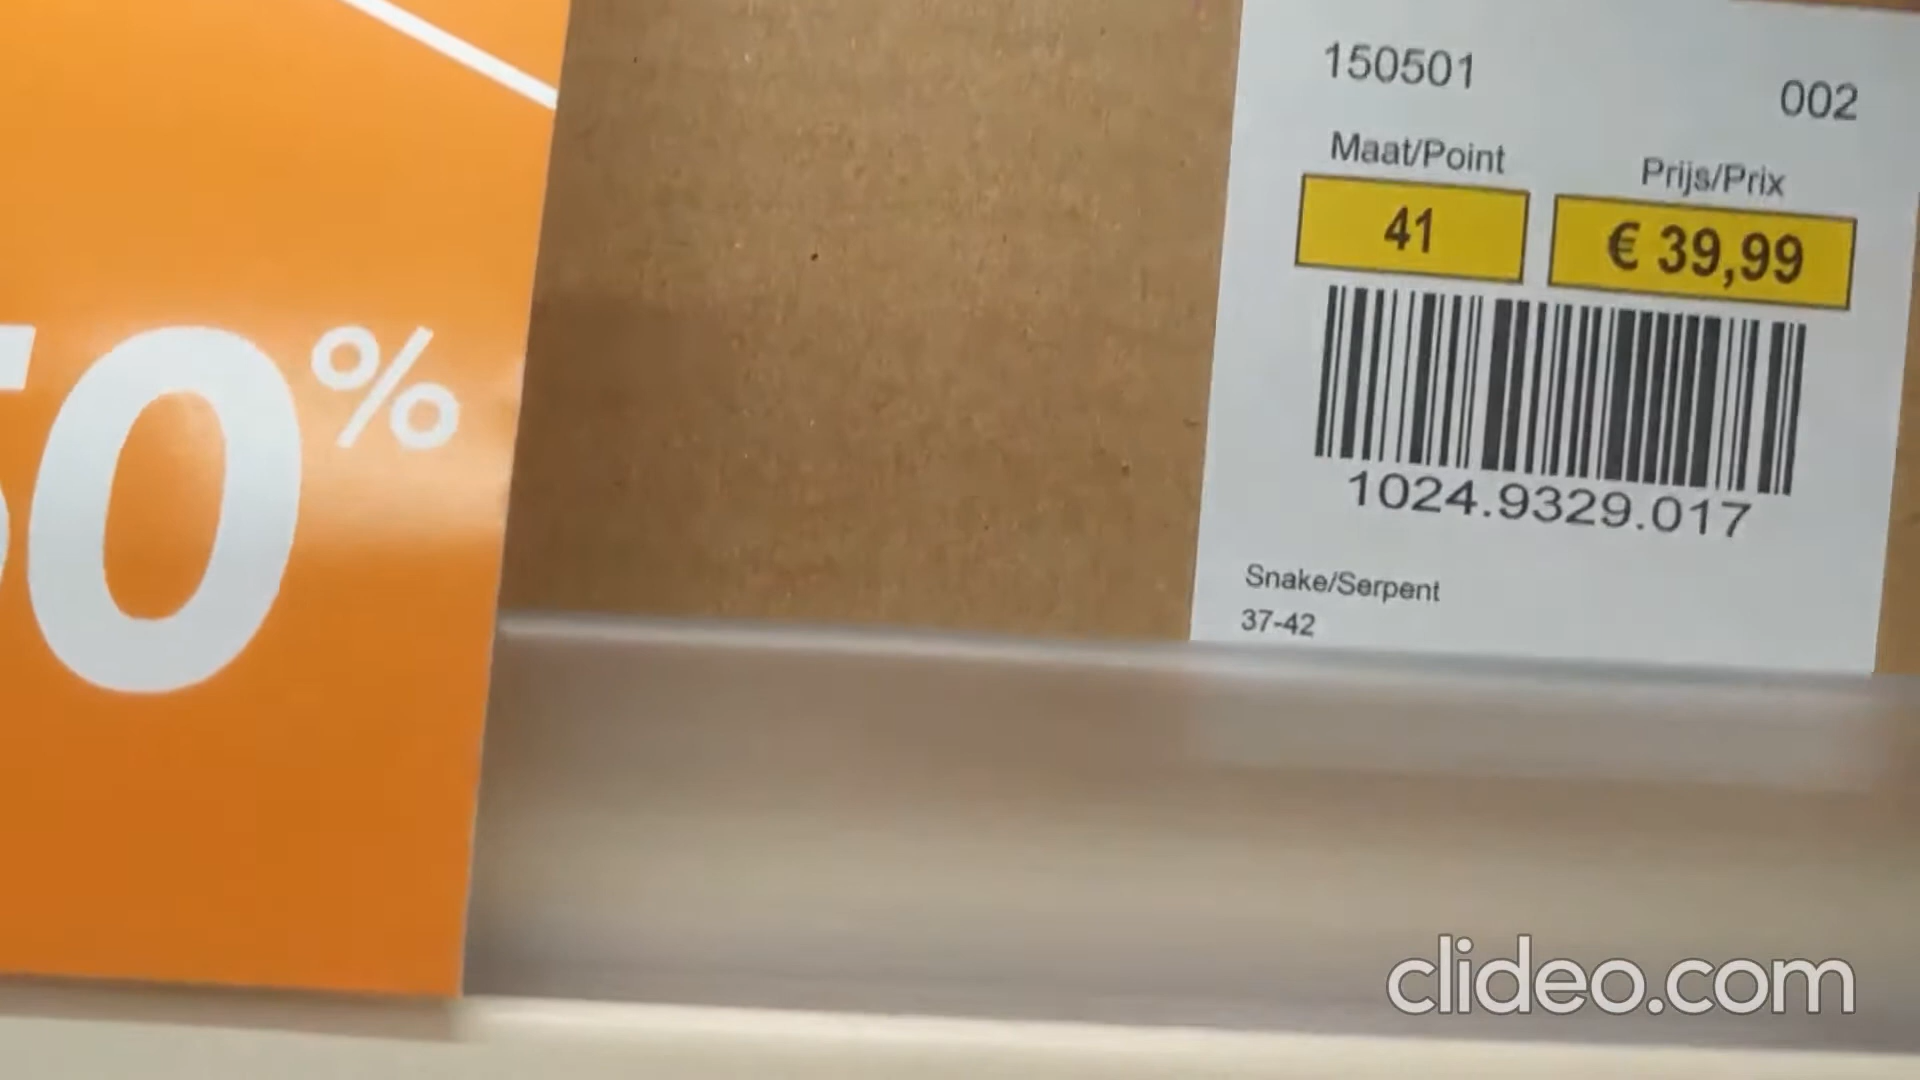 50%
150501
002
Maat/Point
Prijs/Prix
41
€ 39,99
1024.9329.017
Snake/Serpent
37-42
clideo.com